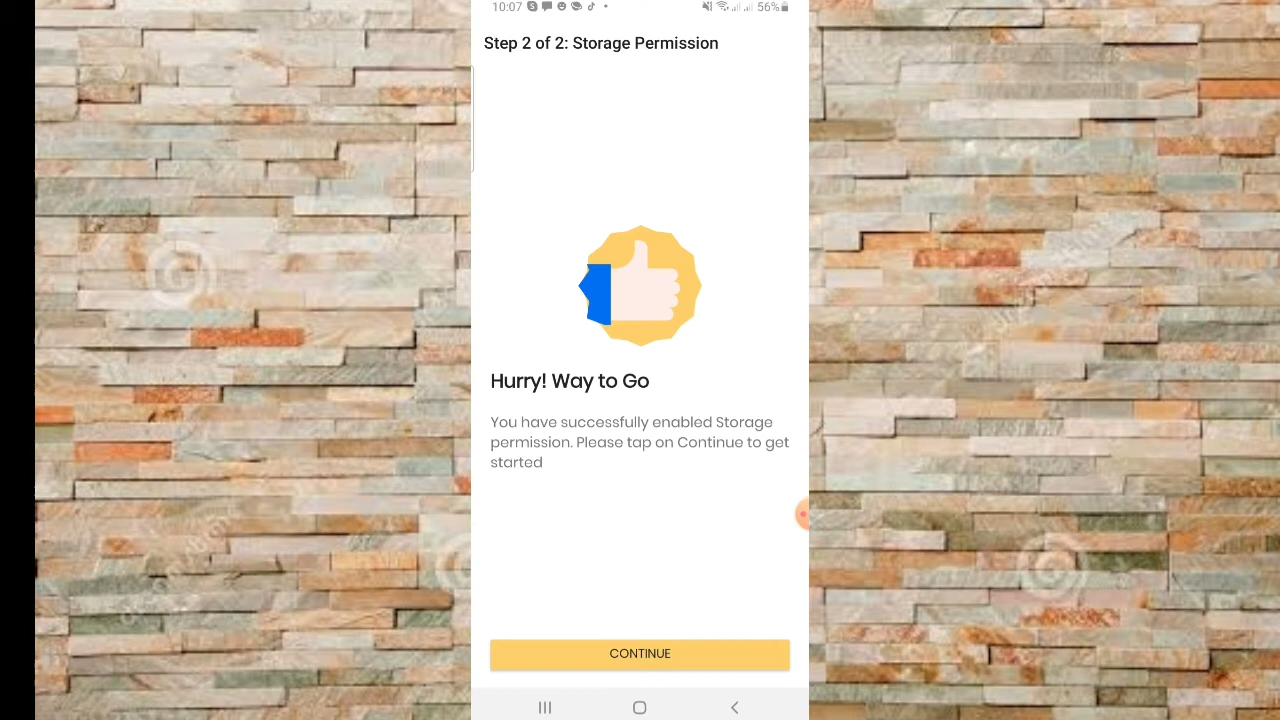 10:07
56%
Step 2 of 2: Storage Permission
Hurry! Way to Go
You have successfully enabled Storage
permission. Please tap on Continue to get
started
CONTINUE